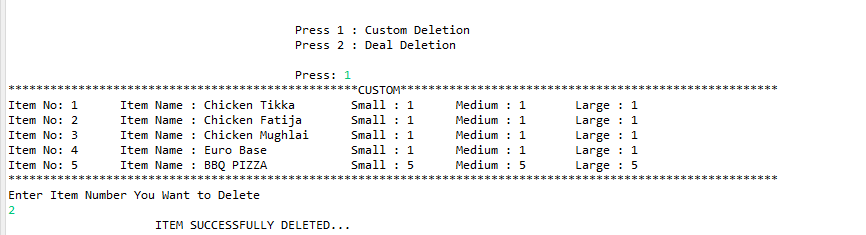 Press 1 : Custom Deletion
Press 2 : Deal Deletion
Press: 1
**************************************************CUSTOM******************************************************
Item No: 1 Item Name : Chicken Tikka Small : 1 Medium : 1 Large : 1
Item No: 2 Item Name : Chicken Fatija Small : 1 Medium : 1 Large : 1
Item No: 3 Item Name : Chicken Mughlai Small : 1 Medium : 1 Large : 1
Item No: 4 Item Name : Euro Base Small : 1 Medium : 1 Large : 1
Item No: 5 Item Name : BBQ PIZZA Small : 5 Medium : 5 Large : 5
**************************************************************************************************************
Enter Item Number You Want to Delete
2
ITEM SUCCESSFULLY DELETED...